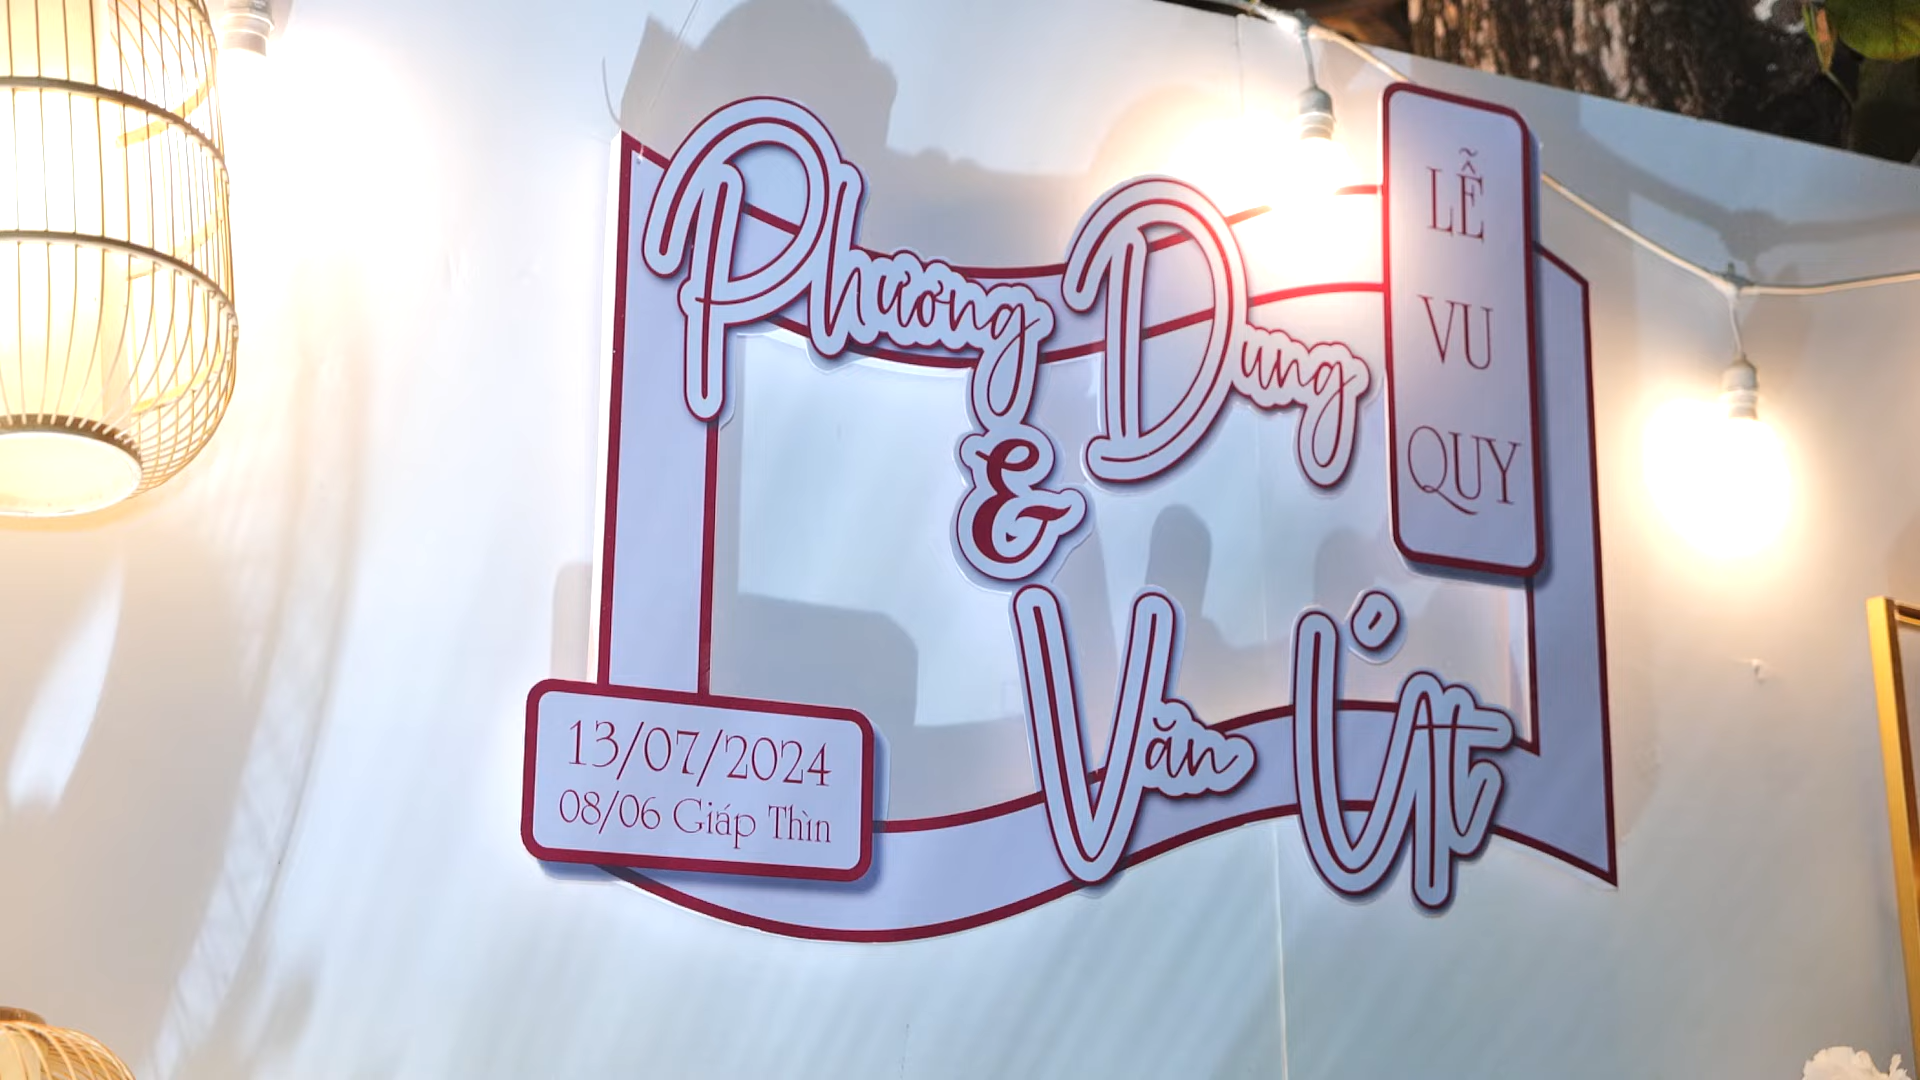 Phương Dung
&
Văn Út
LỄ
VU
QUY
13/07/2024
08/06 Giáp Thìn